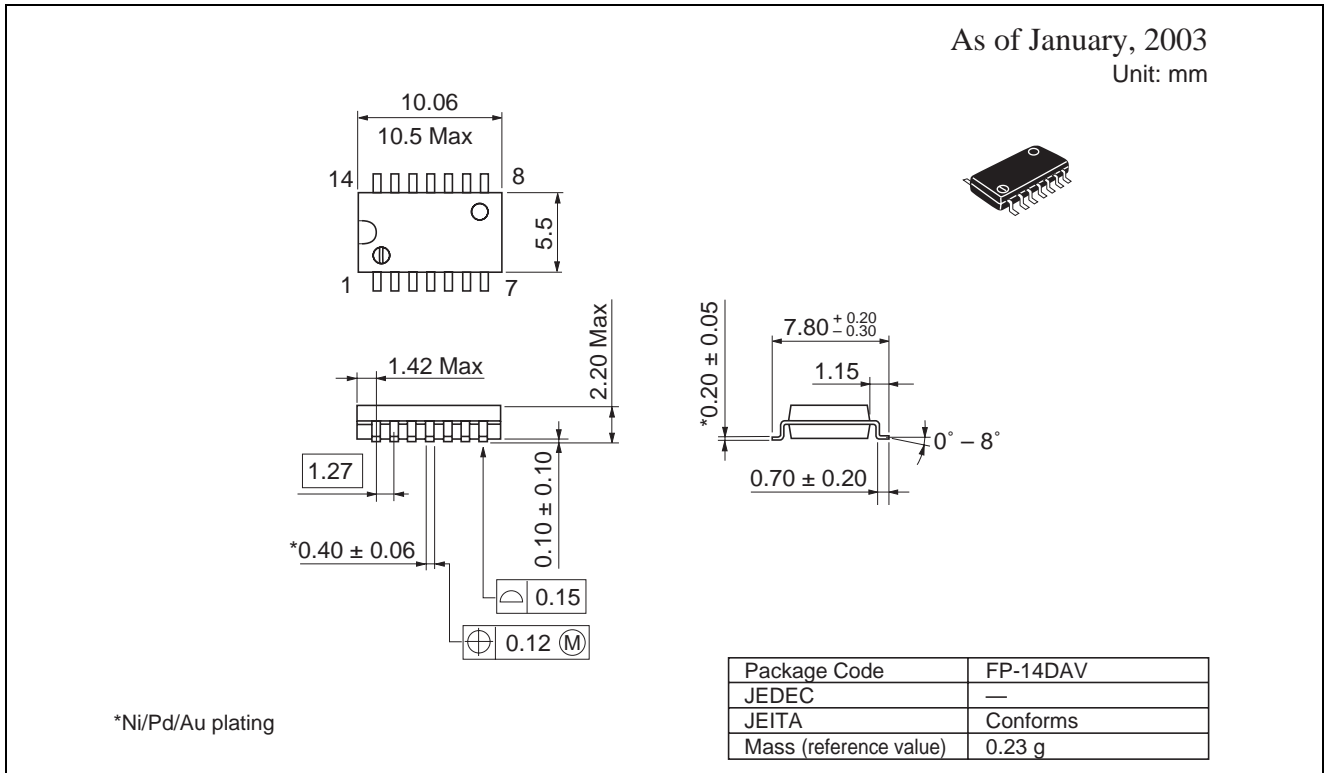 As of January, 2003
Unit: mm
10.06
10.5 Max
14
8
5.5
1
7
1.42 Max
2.20 Max
1.27
0.10 ± 0.10
*0.40 ± 0.06
0.15
0.12 Ⓜ
*0.20 ± 0.05
7.80 + 0.20 – 0.30
1.15
0° – 8°
0.70 ± 0.20
Package Code FP-14DAV
JEDEC —
JEITA Conforms
Mass (reference value) 0.23 g
*Ni/Pd/Au plating